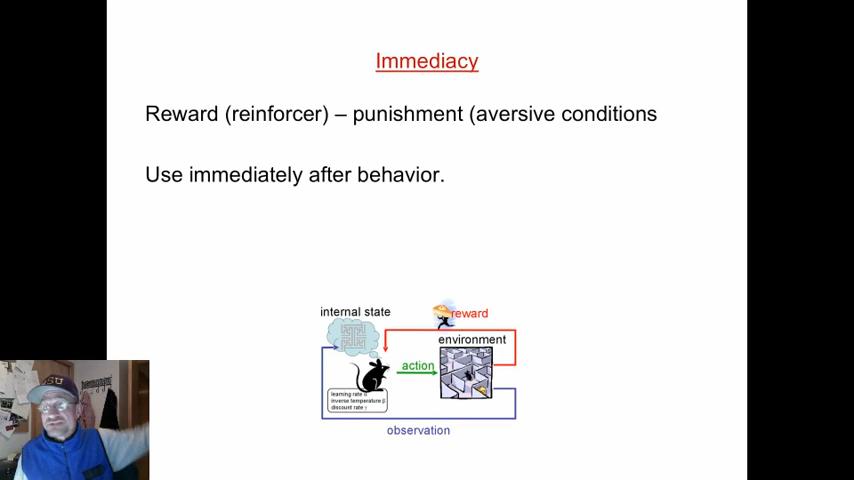 Immediacy
Reward (reinforcer) – punishment (aversive conditions
Use immediately after behavior.
internal state
reward
environment
action
learning rate α
inverse temperature β
discount rate γ
observation